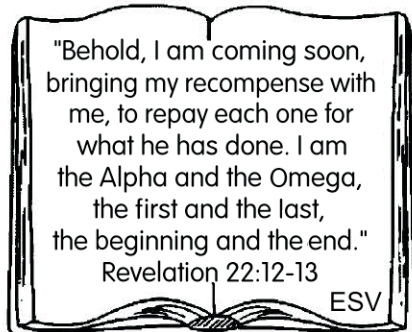 "Behold, I am coming soon,
bringing my recompense with
me, to repay each one for
what he has done. I am
the Alpha and the Omega,
the first and the last,
the beginning and the end."
Revelation 22:12-13
ESV